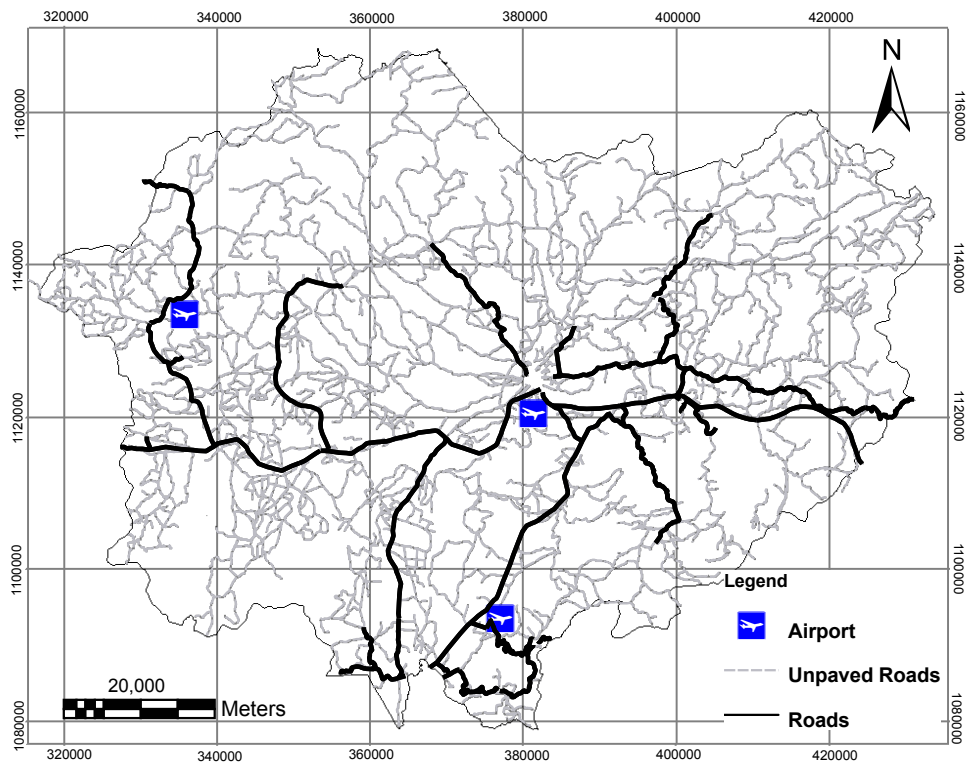 320000 340000 360000 380000 400000 420000
N
1160000 1160000
1140000 1140000
1120000 1120000
1100000 1100000
Legend
Airport
Unpaved Roads
20,000
Meters
Roads
1080000 1080000
320000 340000 360000 380000 400000 420000